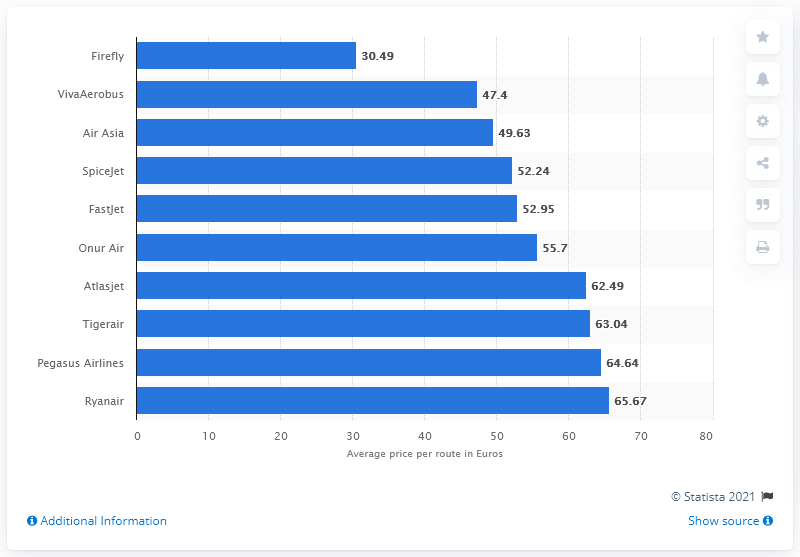 Firefly 30.49
VivaAerobus 47.4
Air Asia 49.63
SpiceJet 52.24
FastJet 52.95
Onur Air 55.7
Atlasjet 62.49
Tigerair 63.04
Pegasus Airlines 64.64
Ryanair 65.67
0 10 20 30 40 50 60 70 80
Average price per route in Euros
© Statista 2021
Additional Information Show source